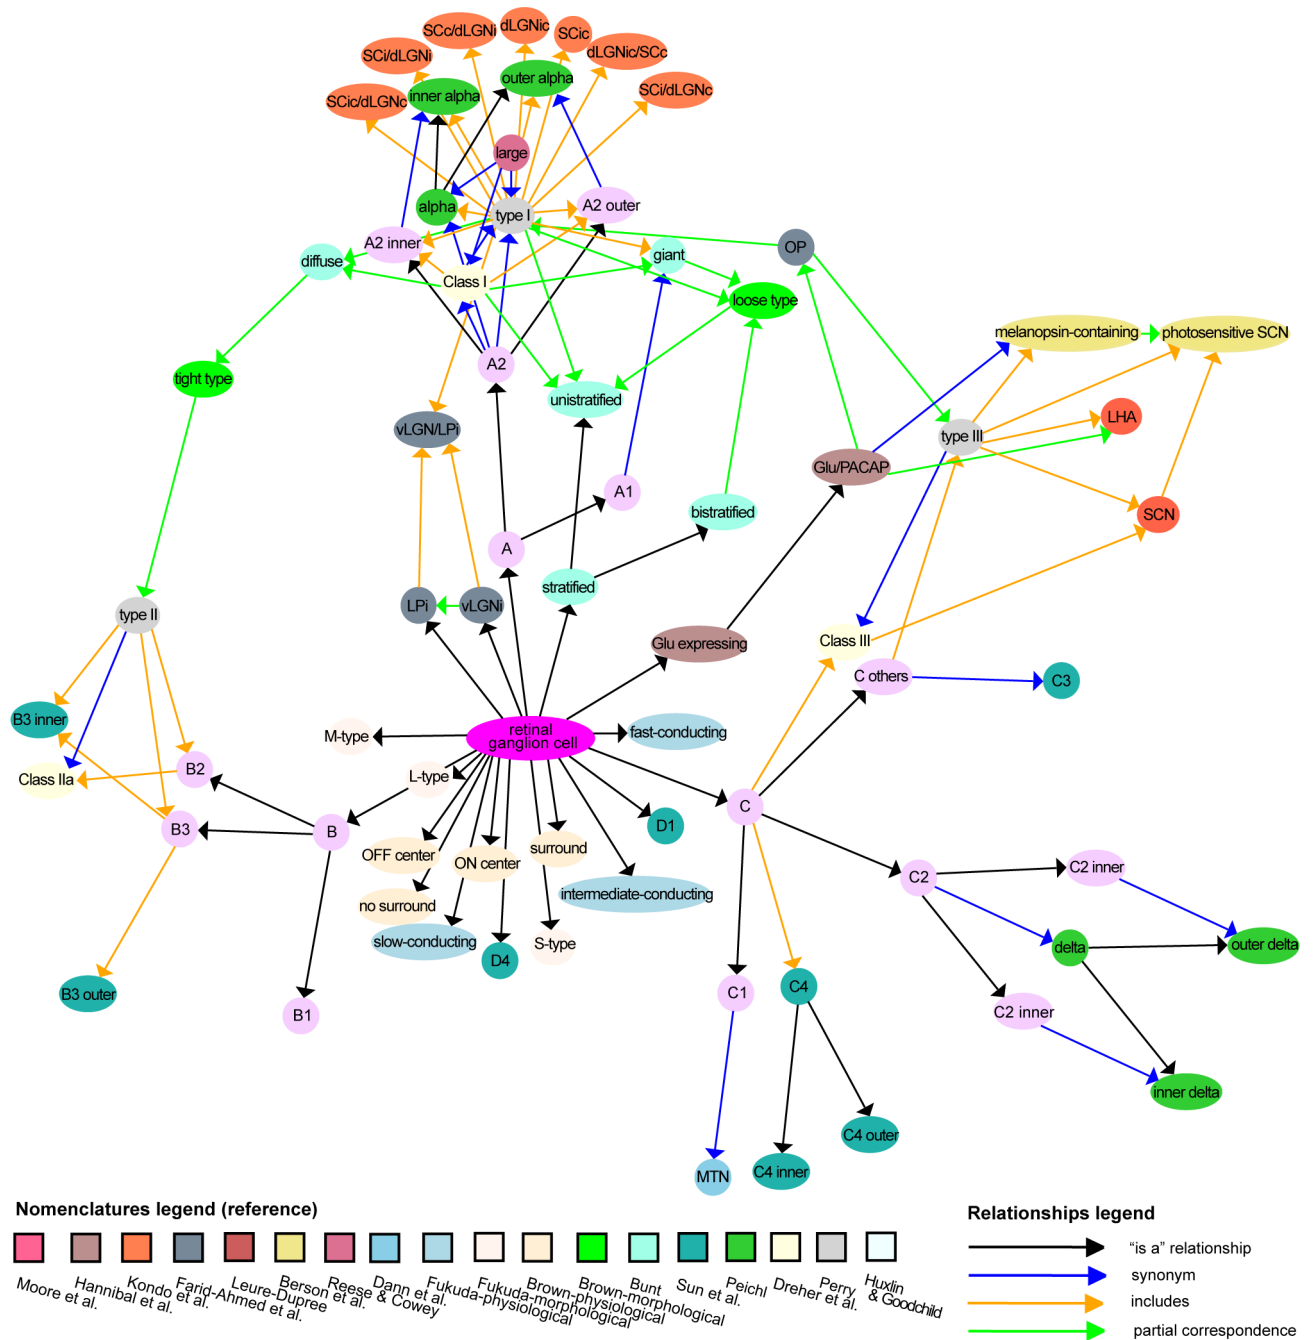 SCc/dLGNi
dLGNic
SCic
SCi/dLGNi
dLGNic/SCc
outer alpha
SCic/dLGNc
inner alpha
SCi/dLGNc
large
alpha
type I
A2 outer
A2 inner
OP
diffuse
giant
Class I
loose type
melanopsin-containing
photosensitive SCN
A2
tight type
unistratified
LHA
vLGN/LPi
type III
Glu/PACAP
A1
bistratified
SCN
A
stratified
LPi
vLGNi
type II
Glu expressing
Class III
C others
C3
B3 inner
M-type
retinal
ganglion cell
fast-conducting
Class IIa
B2
L-type
C
B3
B
D1
OFF center
ON center
surround
C2
C2 inner
no surround
intermediate-conducting
slow-conducting
S-type
delta
outer delta
D4
B3 outer
C1
C4
B1
C2 inner
inner delta
C4 outer
MTN
C4 inner
Nomenclatures legend (reference)
Moore et al.
Hannibal et al.
Kondo et al.
Farid-Ahmed et al.
Leure-Dupree
Berson et al.
Reese & Cowey
Dann et al.
Fukuda-physiological
Fukuda-morphological
Brown-physiological
Brown-morphological
Bunt
Sun et al.
Peichl
Dreher et al.
Perry
Huxlin
& Goodchild
Relationships legend
“is a” relationship
synonym
includes
partial correspondence